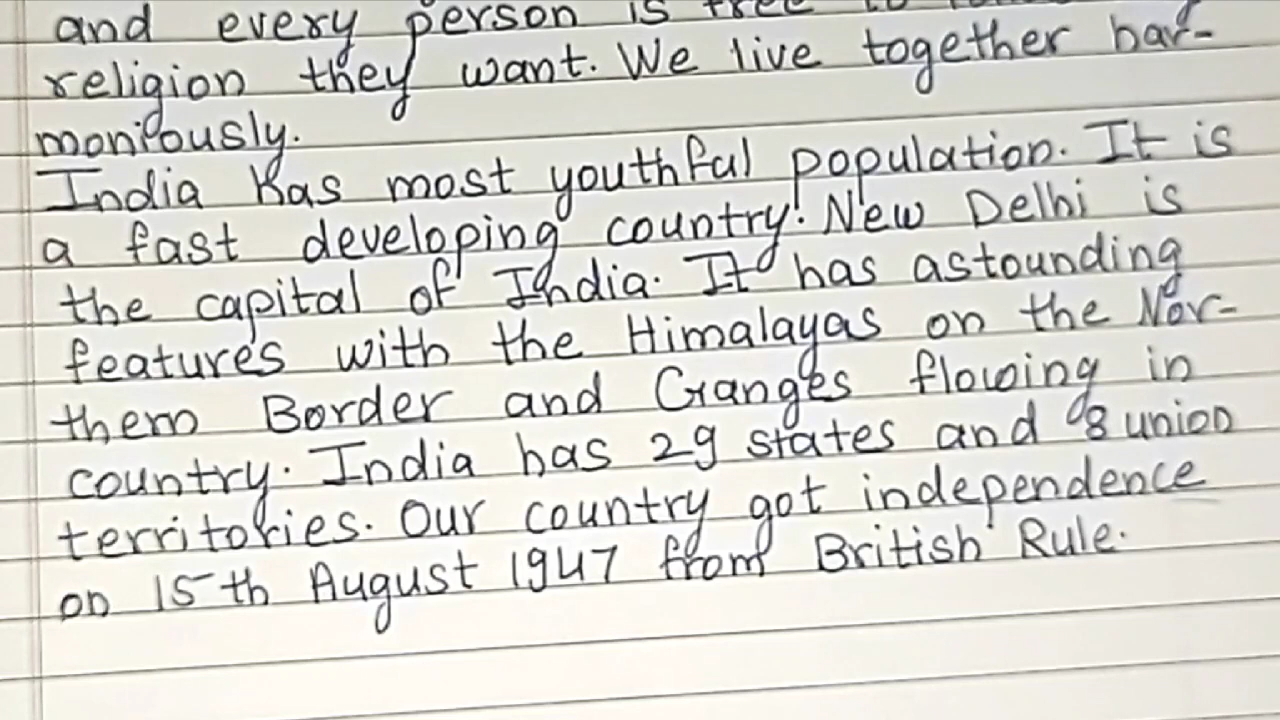 and every person is free to
religion they want. We live together har-
moniously.
India has most youthful population. It is
a fast developing country. New Delhi is
the capital of India. It has astounding
features with the Himalayas on the Nor-
thern Border and Ganges flowing in
country. India has 29 states and 8 union
territories. Our country got independence
on 15th August 1947 from British Rule.